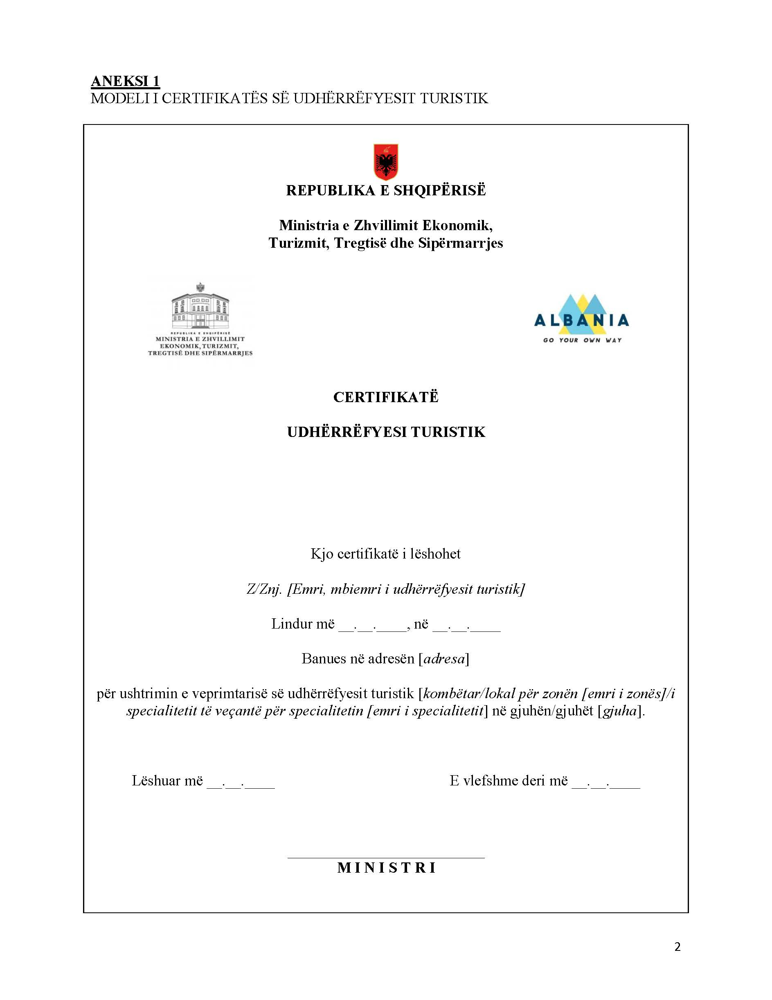 ANEKSI 1
MODELI I CERTIFIKATËS SË UDHËRRËFYESIT TURISTIK
REPUBLIKA E SHQIPËRISË
Ministria e Zhvillimit Ekonomik,
Turizmit, Tregtisë dhe Sipërmarrjes
REPUBLIKA E SHQIPËRISË
MINISTRIA E ZHVILLIMIT
EKONOMIK, TURIZMIT,
TREGTISË DHE SIPËRMARRJES
ALBANIA
GO YOUR OWN WAY
CERTIFIKATË
UDHËRRËFYESI TURISTIK
Kjo certifikatë i lëshohet
Z/Znj. [Emri, mbiemri i udhërrëfyesit turistik]
Lindur më __.__.____, në __.__.____
Banues në adresën [adresa]
për ushtrimin e veprimtarisë së udhërrëfyesit turistik [kombëtar/lokal për zonën [emri i zonës]/i
specialitetit të veçantë për specialitetin [emri i specialitetit] në gjuhën/gjuhët [gjuha].
Lëshuar më __.__.____ E vlefshme deri më __.__.____
M I N I S T R I
2